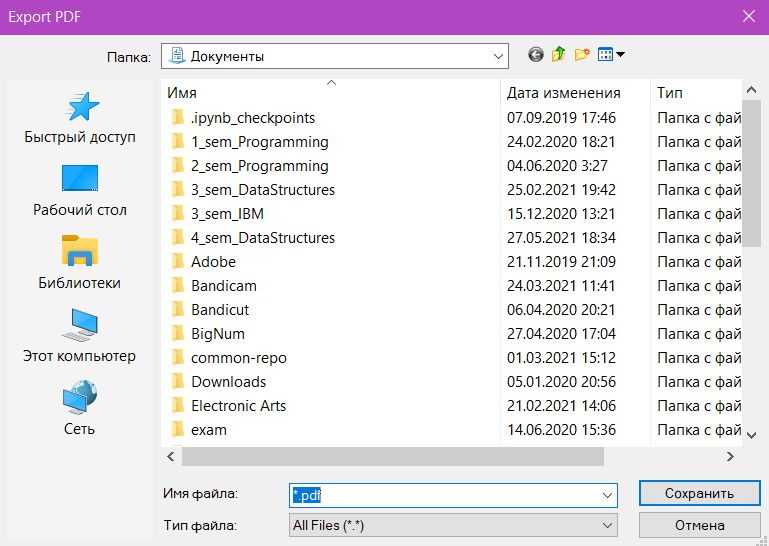 Export PDF
Папка: Документы
Быстрый доступ
Рабочий стол
Библиотеки
Этот компьютер
Сеть
Имя Дата изменения Тип
.ipynb_checkpoints 07.09.2019 17:46 Папка с фай
1_sem_Programming 24.02.2020 18:21 Папка с фай
2_sem_Programming 04.06.2020 3:27 Папка с фай
3_sem_DataStructures 25.02.2021 19:42 Папка с фай
3_sem_IBM 15.12.2020 13:21 Папка с фай
4_sem_DataStructures 27.05.2021 18:34 Папка с фай
Adobe 21.11.2019 21:09 Папка с фай
Bandicam 24.03.2021 11:41 Папка с фай
Bandicut 06.04.2020 20:21 Папка с фай
BigNum 27.04.2020 17:04 Папка с фай
common-repo 01.03.2021 15:12 Папка с фай
Downloads 05.01.2020 20:56 Папка с фай
Electronic Arts 21.02.2021 14:06 Папка с фай
exam 14.06.2020 15:36 Папка с фай
Имя файла: *.pdf Сохранить
Тип файла: All Files (*.*) Отмена